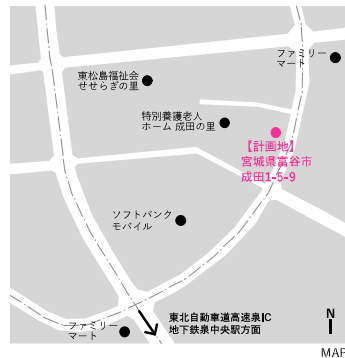 ファミリー
マート
東松島福祉会
せせらぎの里
特別養護老人
ホーム 成田の里
【計画地】
宮城県富谷市
成田1-5-9
ソフトバンク
モバイル
東北自動車道高速泉IC
地下鉄泉中央駅方面
ファミリー
マート
N
MAP